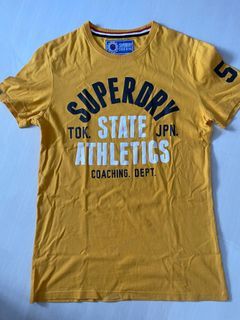 SUPERDRY
TOK. STATE JPN.
ATHLETICS
COACHING. DEPT.
5